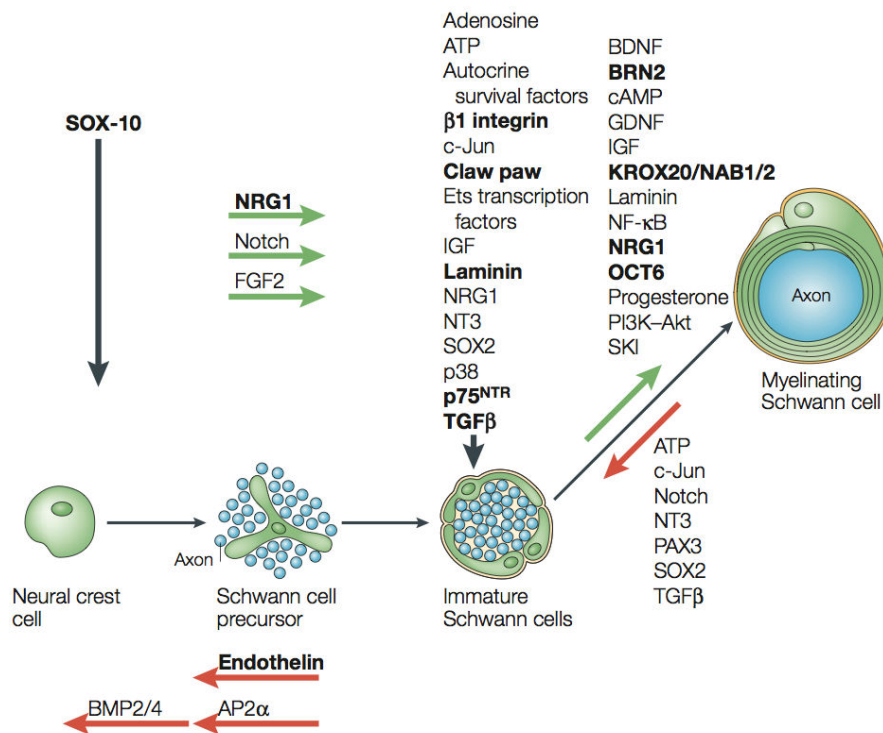 SOX-10
NRG1
Notch
FGF2
Adenosine
ATP
Autocrine
survival factors
β1 integrin
c-Jun
Claw paw
Ets transcription
factors
IGF
Laminin
NRG1
NT3
SOX2
p38
p75NTR
TGFβ
BDNF
BRN2
cAMP
GDNF
IGF
KROX20/NAB1/2
Laminin
NF-κB
NRG1
OCT6
Progesterone
PI3K–Akt
SKI
Axon
Myelinating
Schwann cell
ATP
c-Jun
Notch
NT3
PAX3
SOX2
TGFβ
Axon
Neural crest
cell
Schwann cell
precursor
Immature
Schwann cells
Endothelin
BMP2/4
AP2α